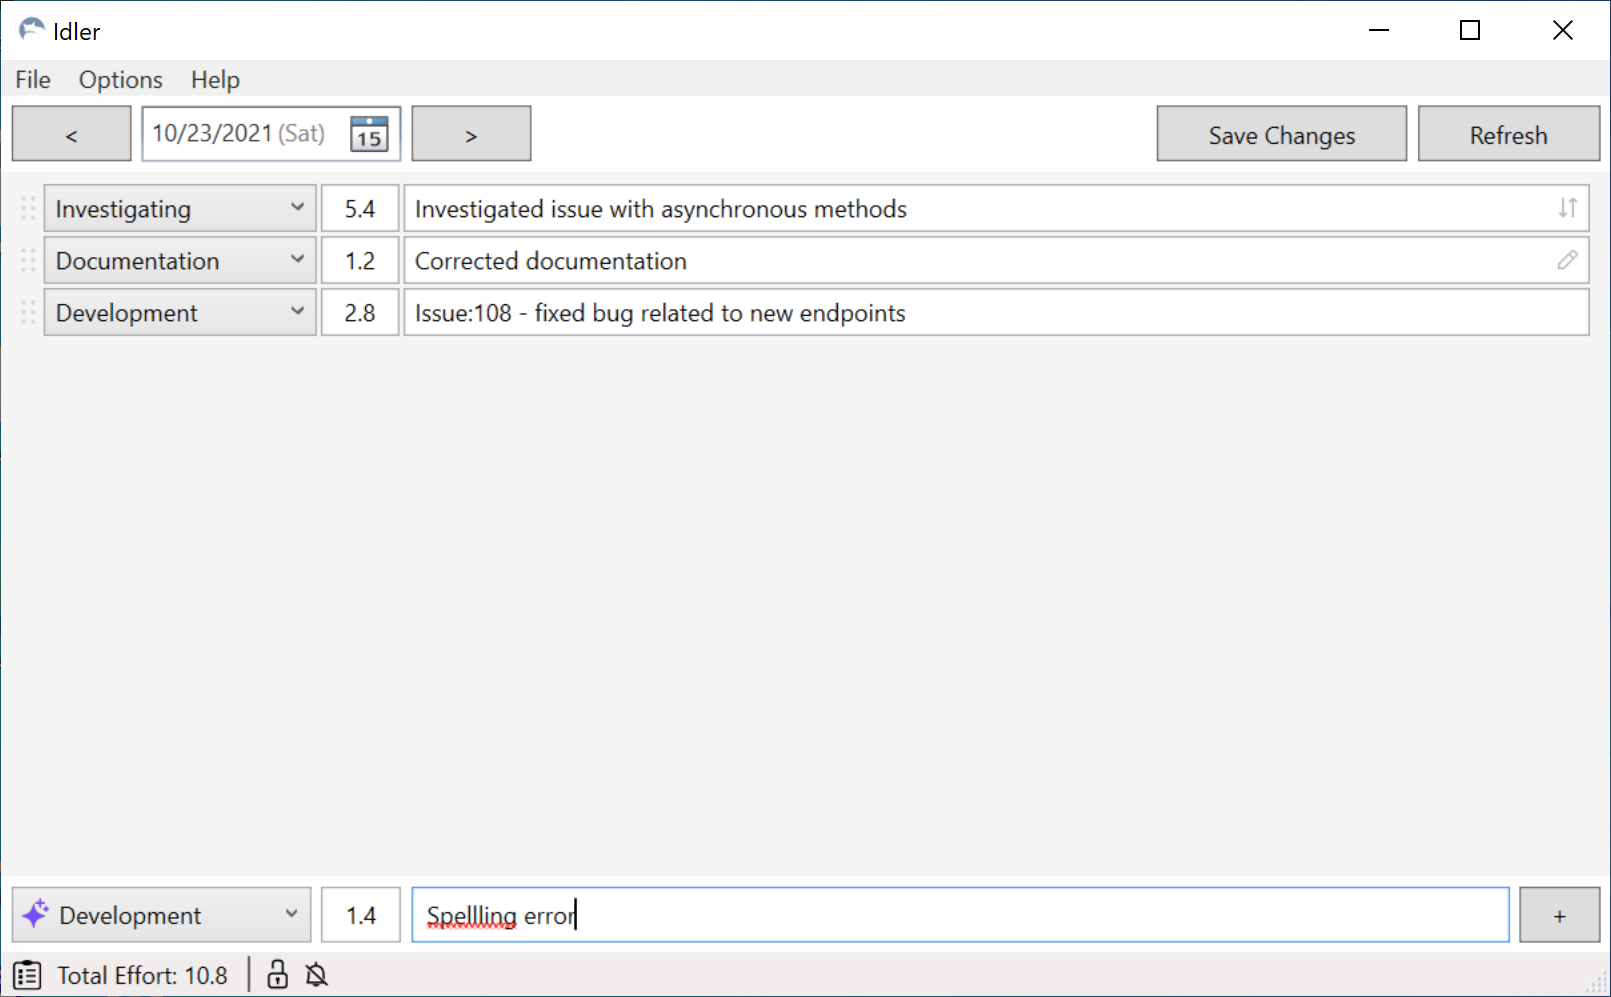 Idler
File Options Help
< 10/23/2021 (Sat) 15 > Save Changes Refresh
Investigating 5.4 Investigated issue with asynchronous methods
Documentation 1.2 Corrected documentation
Development 2.8 Issue:108 - fixed bug related to new endpoints
Development 1.4 Spellling error +
Total Effort: 10.8